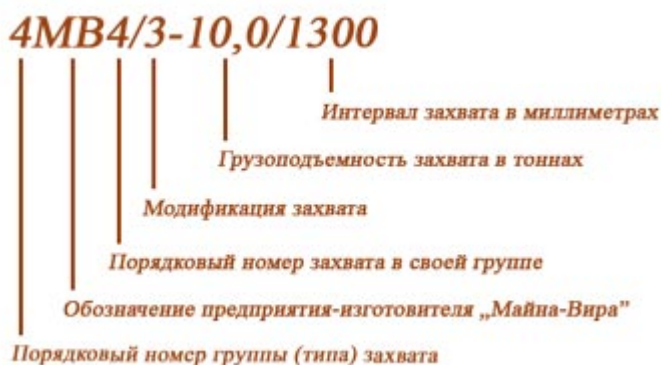 4МВ4/3-10,0/1300
Интервал захвата в миллиметрах
Грузоподъемность захвата в тоннах
Модификация захвата
Порядковый номер захвата в своей группе
Обозначение предприятия-изготовителя „Майна-Вира”
Порядковый номер группы (типа) захвата